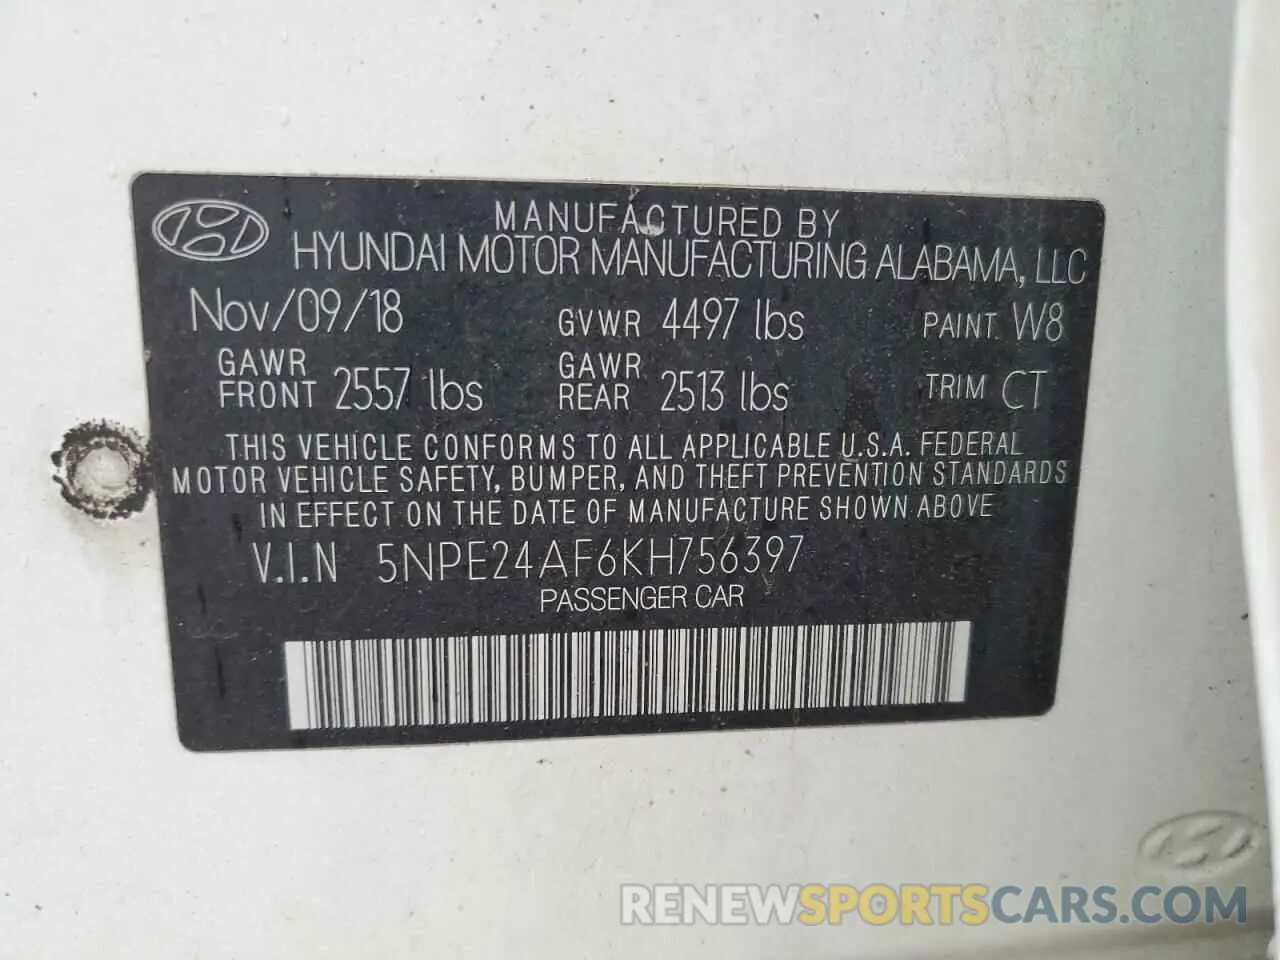 MANUFACTURED BY
HYUNDAI MOTOR MANUFACTURING ALABAMA, LLC
Nov/09/18 GVWR 4497 lbs PAINT W8
GAWR FRONT 2557 lbs GAWR REAR 2513 lbs TRIM CT
THIS VEHICLE CONFORMS TO ALL APPLICABLE U.S.A. FEDERAL
MOTOR VEHICLE SAFETY, BUMPER, AND THEFT PREVENTION STANDARDS
IN EFFECT ON THE DATE OF MANUFACTURE SHOWN ABOVE
V.I.N 5NPE24AF6KH756397
PASSENGER CAR
RENEWSPORTSCARS.COM